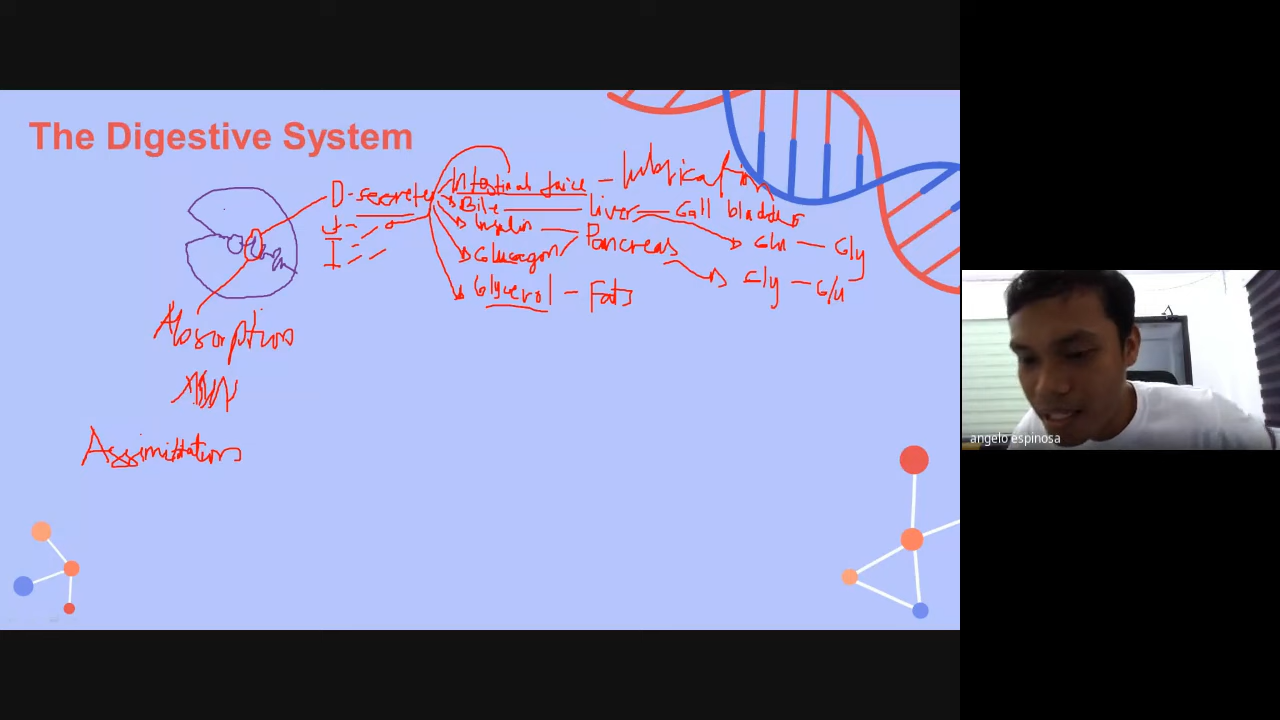 The Digestive System
D-secretes
J-
I
Intestinal Juice - lubrication
Bile - Liver - Gall bladder
Insulin - Pancreas
Glu - Gly
Glucagon
Gly - Glu
Glycerol - Fats
Absorption
Assimilation
angelo espinosa